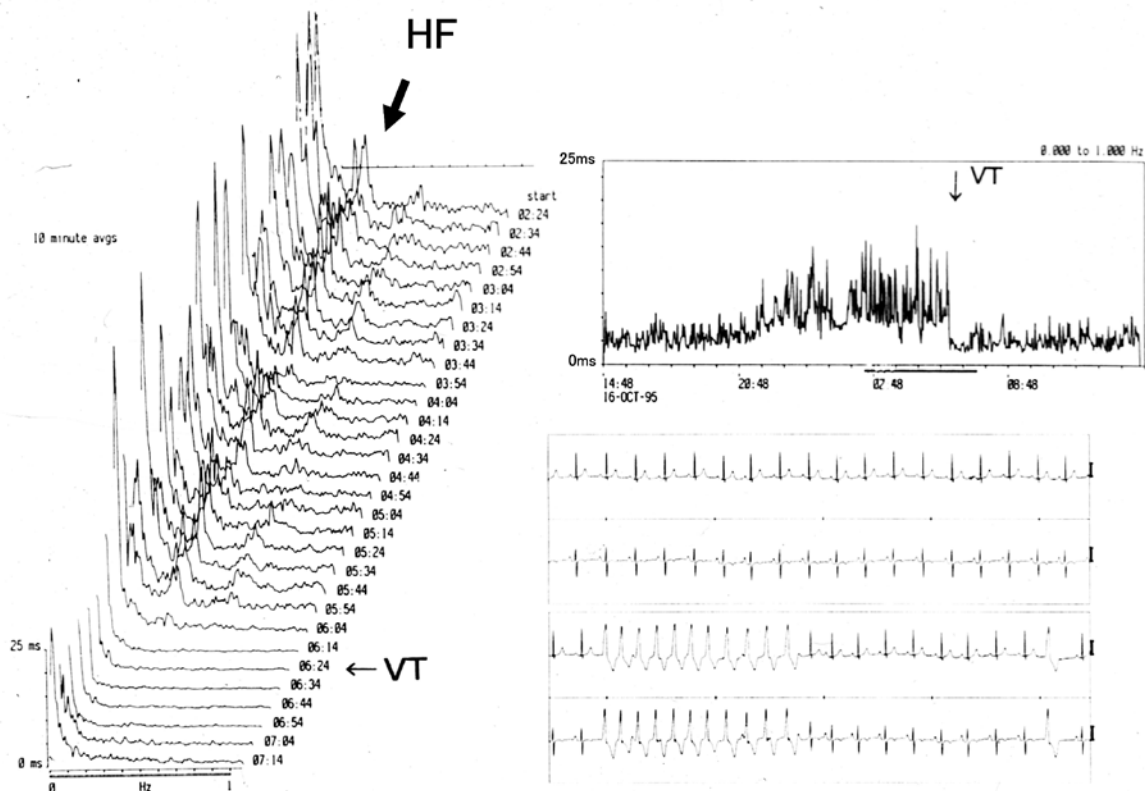 HF
10 minute avgs
start
02:24
02:34
02:44
02:54
03:04
03:14
03:24
03:34
03:44
03:54
04:04
04:14
04:24
04:34
04:44
04:54
05:04
05:14
05:24
05:34
05:44
05:54
06:04
06:14
06:24
← VT
06:34
06:44
06:54
07:04
07:14
25 ms
0 ms
0 Hz 1
0.000 to 1.000 Hz
25ms
↓ VT
0ms
14:48 20:48 02 48 08:48
16-OCT-95